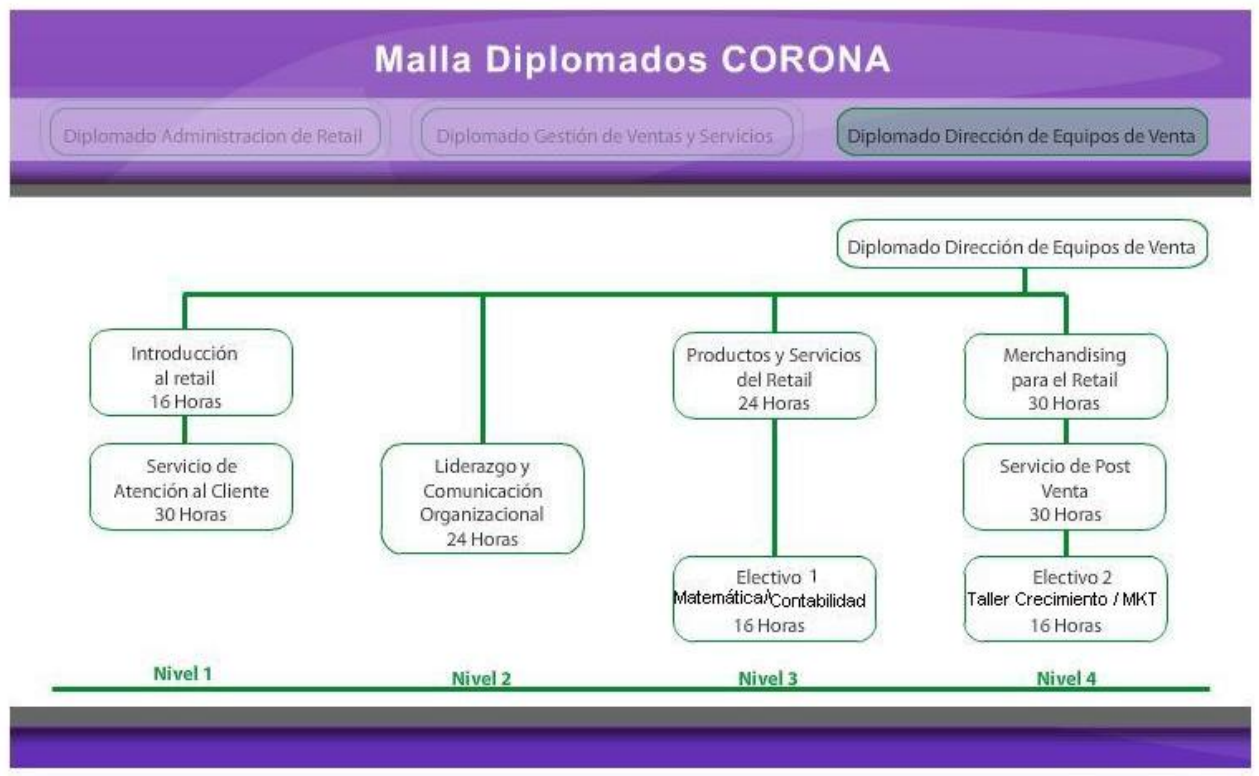 Malla Diplomados CORONA
Diplomado Administracion de Retail
Diplomado Gestión de Ventas y Servicios
Diplomado Dirección de Equipos de Venta
Diplomado Dirección de Equipos de Venta
Introducción
al retail
16 Horas
Servicio de
Atención al Cliente
30 Horas
Nivel 1
Liderazgo y
Comunicación
Organizacional
24 Horas
Nivel 2
Productos y Servicios
del Retail
24 Horas
Electivo 1
Matemática/Contabilidad
16 Horas
Nivel 3
Merchandising
para el Retail
30 Horas
Servicio de Post
Venta
30 Horas
Electivo 2
Taller Crecimiento / MKT
16 Horas
Nivel 4